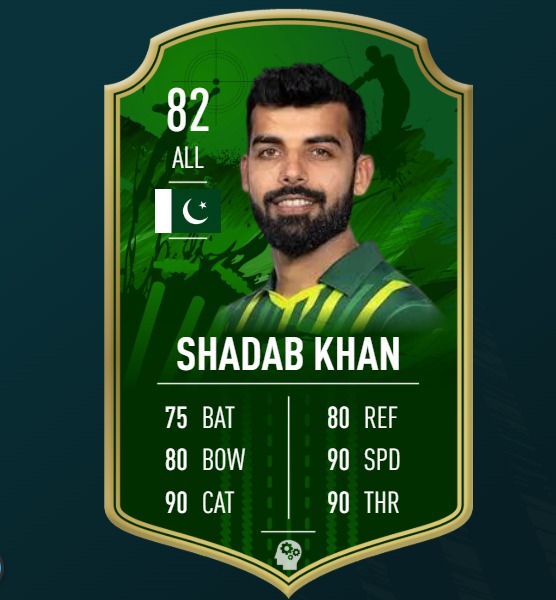 82
ALL
SHADAB KHAN
75 BAT
80 REF
80 BOW
90 SPD
90 CAT
90 THR